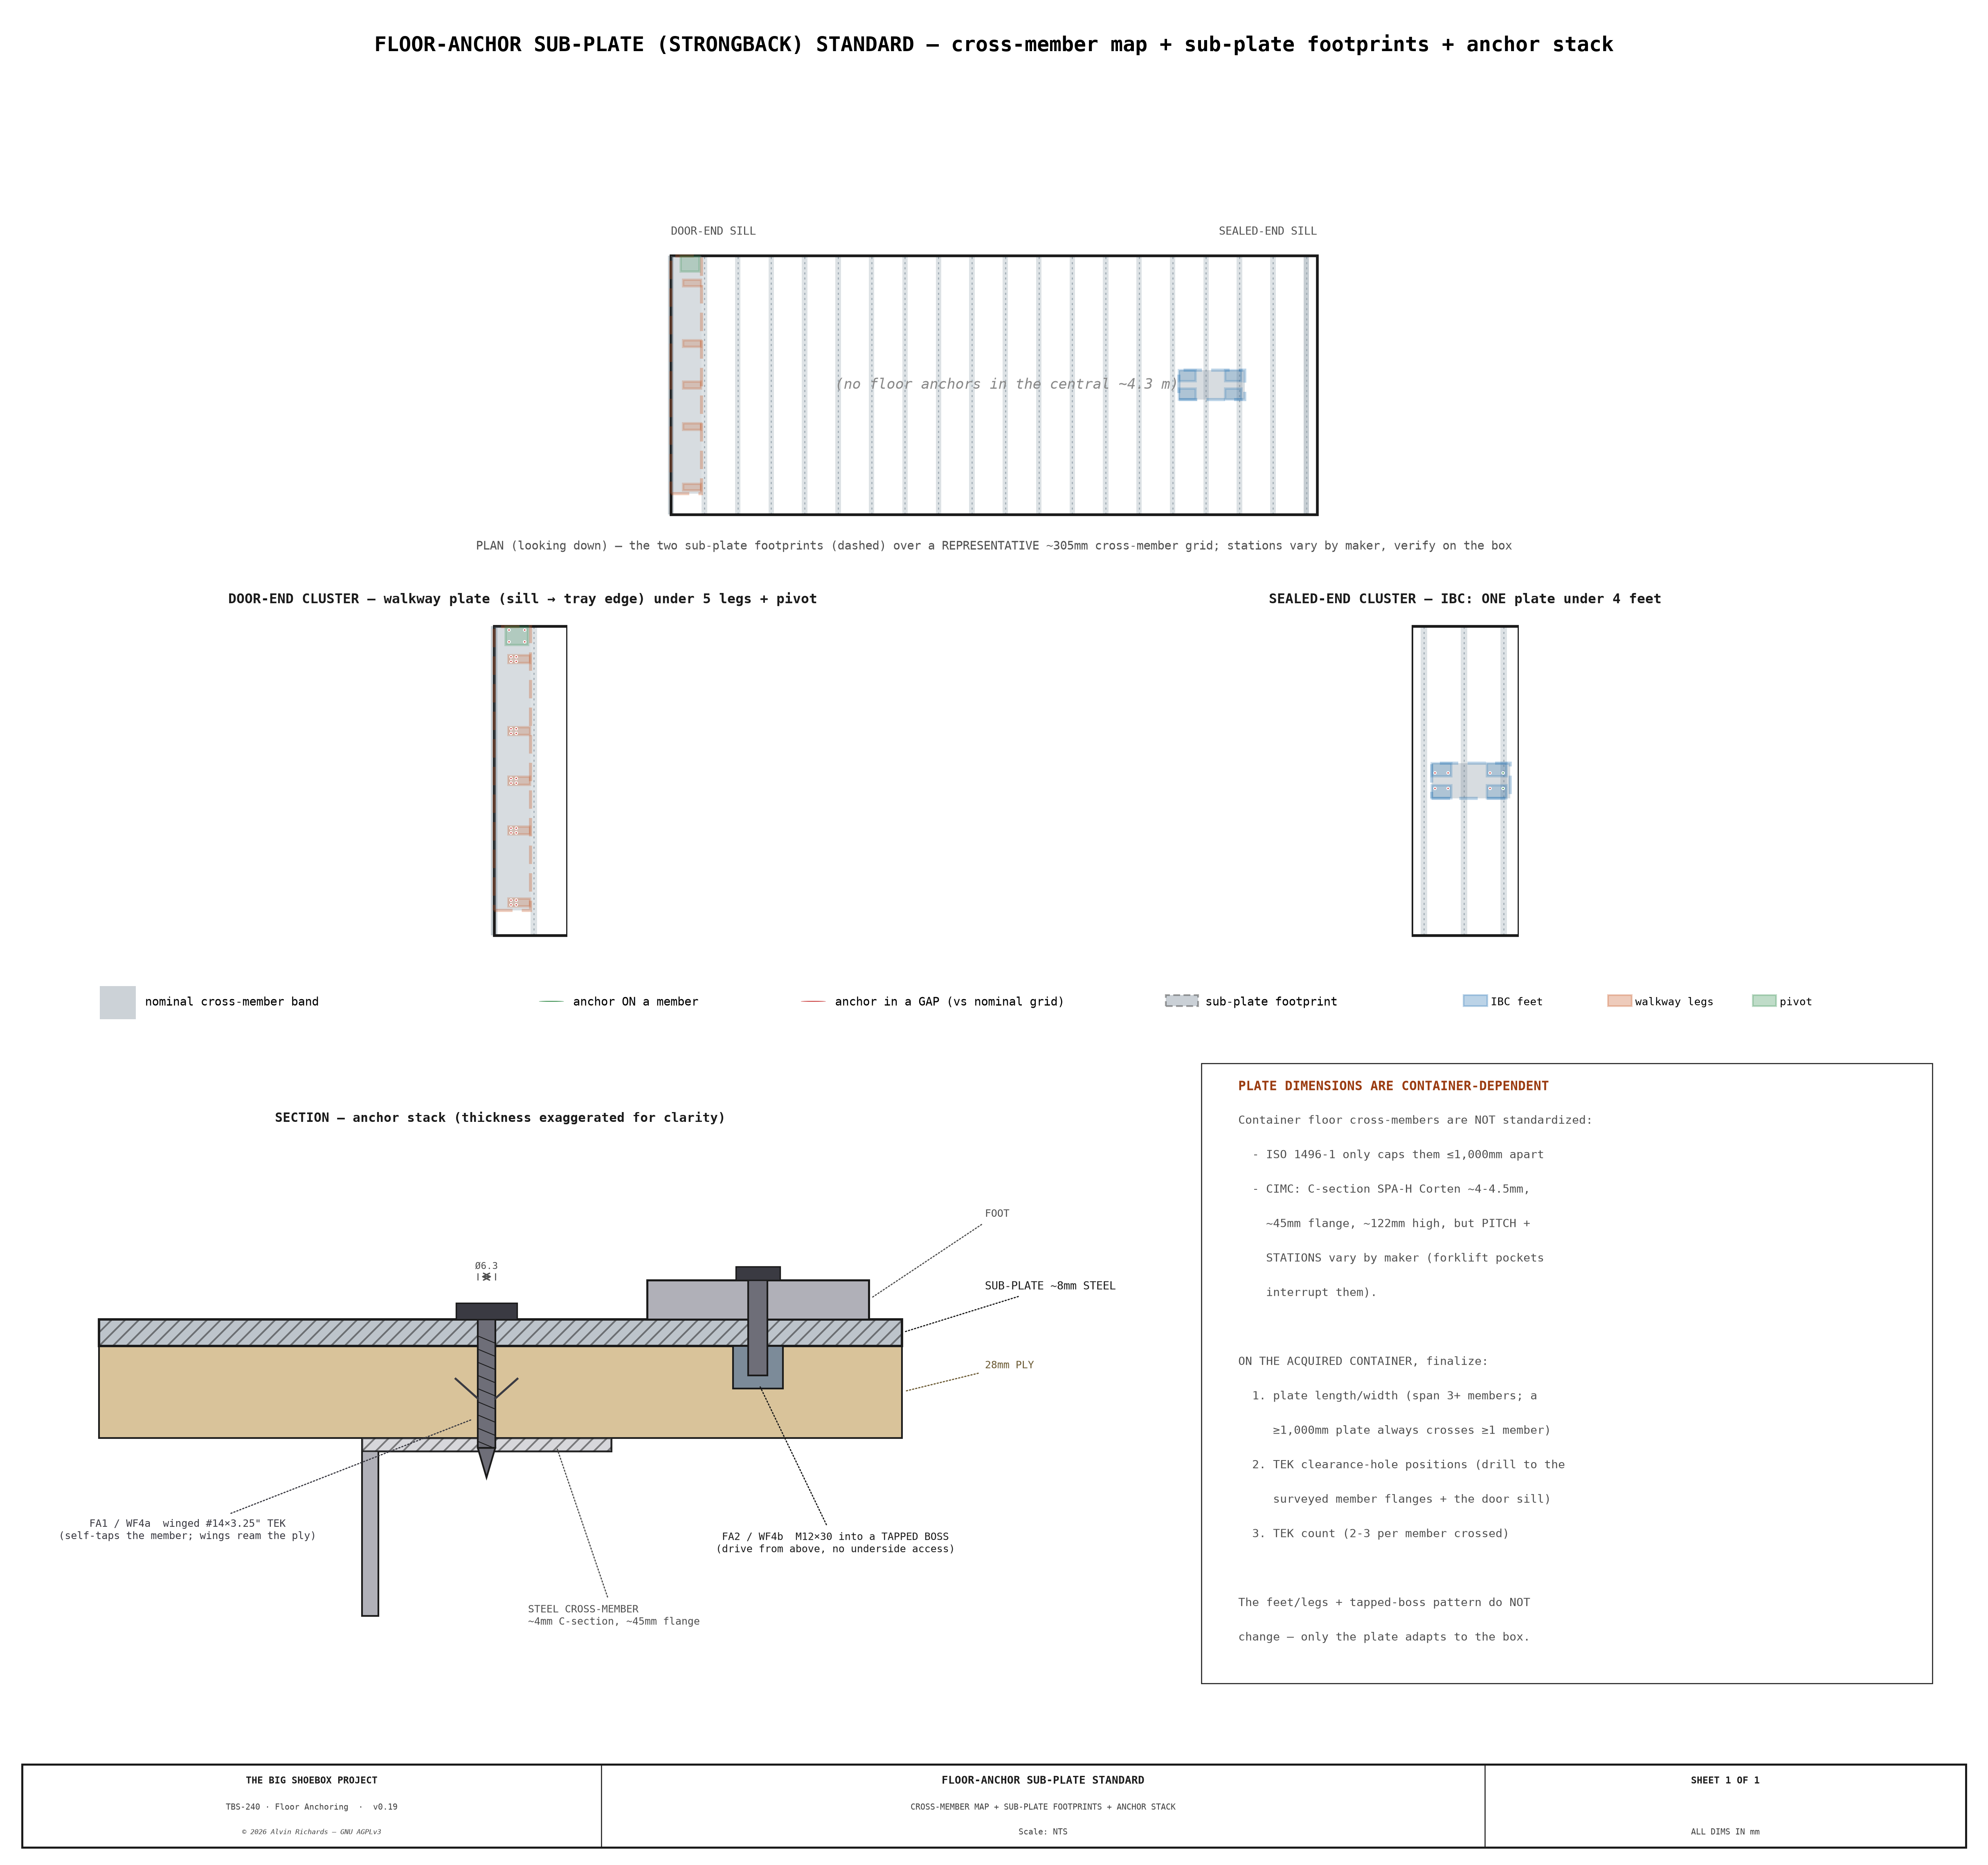 FLOOR-ANCHOR SUB-PLATE (STRONGBACK) STANDARD — cross-member map + sub-plate footprints + anchor stack
DOOR-END SILL
SEALED-END SILL
(no floor anchors in the central ~4.3 m)
PLAN (looking down) — the two sub-plate footprints (dashed) over a REPRESENTATIVE ~305mm cross-member grid; stations vary by maker, verify on the box
DOOR-END CLUSTER — walkway plate (sill → tray edge) under 5 legs + pivot
SEALED-END CLUSTER — IBC: ONE plate under 4 feet
nominal cross-member band
anchor ON a member
anchor in a GAP (vs nominal grid)
sub-plate footprint
IBC feet
walkway legs
pivot
SECTION — anchor stack (thickness exaggerated for clarity)
Ø6.3
FOOT
SUB-PLATE ~8mm STEEL
28mm PLY
FA1 / WF4a  winged #14×3.25" TEK
(self-taps the member; wings ream the ply)
FA2 / WF4b  M12×30 into a TAPPED BOSS
(drive from above, no underside access)
STEEL CROSS-MEMBER
~4mm C-section, ~45mm flange
PLATE DIMENSIONS ARE CONTAINER-DEPENDENT
Container floor cross-members are NOT standardized:
- ISO 1496-1 only caps them ≤1,000mm apart
- CIMC: C-section SPA-H Corten ~4-4.5mm,
~45mm flange, ~122mm high, but PITCH +
STATIONS vary by maker (forklift pockets
interrupt them).
ON THE ACQUIRED CONTAINER, finalize:
1. plate length/width (span 3+ members; a
≥1,000mm plate always crosses ≥1 member)
2. TEK clearance-hole positions (drill to the
surveyed member flanges + the door sill)
3. TEK count (2-3 per member crossed)
The feet/legs + tapped-boss pattern do NOT
change — only the plate adapts to the box.
THE BIG SHOEBOX PROJECT
TBS-240 · Floor Anchoring  ·  v0.19
© 2026 Alvin Richards — GNU AGPLv3
FLOOR-ANCHOR SUB-PLATE STANDARD
CROSS-MEMBER MAP + SUB-PLATE FOOTPRINTS + ANCHOR STACK
Scale: NTS
SHEET 1 OF 1
ALL DIMS IN mm